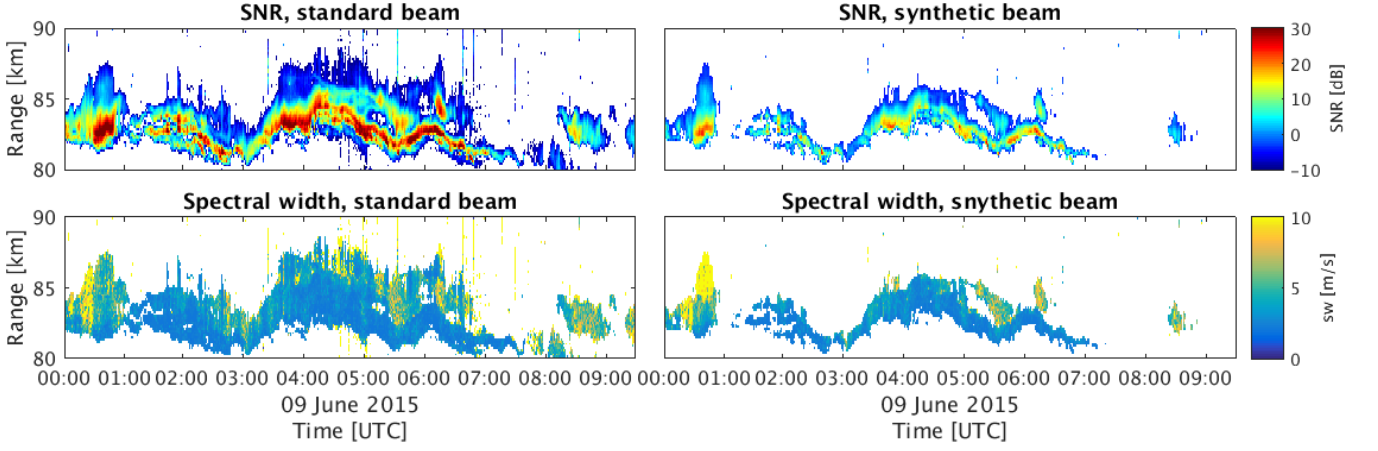 SNR, standard beam
SNR, synthetic beam
90
85
80
Range [km]
30
20
10
0
−10
SNR [dB]
Spectral width, standard beam
Spectral width, snythetic beam
90
85
80
Range [km]
10
5
0
sw [m/s]
00:00 01:00 02:00 03:00 04:00 05:00 06:00 07:00 08:00 09:00
00:00 01:00 02:00 03:00 04:00 05:00 06:00 07:00 08:00 09:00
09 June 2015
09 June 2015
Time [UTC]
Time [UTC]